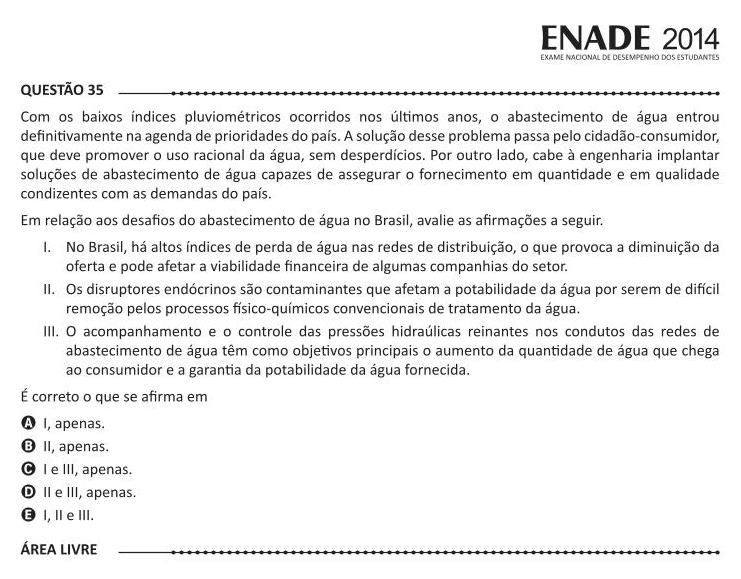 ENADE 2014
EXAME NACIONAL DE DESEMPENHO DOS ESTUDANTES
QUESTÃO 35
Com os baixos índices pluviométricos ocorridos nos últimos anos, o abastecimento de água entrou
definitivamente na agenda de prioridades do país. A solução desse problema passa pelo cidadão-consumidor,
que deve promover o uso racional da água, sem desperdícios. Por outro lado, cabe à engenharia implantar
soluções de abastecimento de água capazes de assegurar o fornecimento em quantidade e em qualidade
condizentes com as demandas do país.
Em relação aos desafios do abastecimento de água no Brasil, avalie as afirmações a seguir.
I. No Brasil, há altos índices de perda de água nas redes de distribuição, o que provoca a diminuição da
oferta e pode afetar a viabilidade financeira de algumas companhias do setor.
II. Os disruptores endócrinos são contaminantes que afetam a potabilidade da água por serem de difícil
remoção pelos processos físico-químicos convencionais de tratamento da água.
III. O acompanhamento e o controle das pressões hidraúlicas reinantes nos condutos das redes de
abastecimento de água têm como objetivos principais o aumento da quantidade de água que chega
ao consumidor e a garantia da potabilidade da água fornecida.
É correto o que se afirma em
A I, apenas.
B II, apenas.
C I e III, apenas.
D II e III, apenas.
E I, II e III.
ÁREA LIVRE